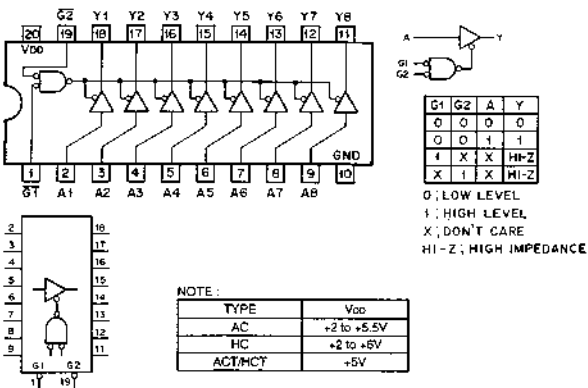 G2 Y1 Y2 Y3 Y4 Y5 Y6 Y7 Y8
20 19 18 17 16 15 14 13 12 11
VDD
GND
1 2 3 4 5 6 7 8 9 10
G1 A1 A2 A3 A4 A5 A6 A7 A8
A Y
G1
G2
G1 G2 A Y
0 0 0 0
0 0 1 1
1 X X HI-Z
X 1 X HI-Z
0; LOW LEVEL
1; HIGH LEVEL
X; DON'T CARE
HI-Z; HIGH IMPEDANCE
2 18
3 17
4 16
5 15
6 14
7 13
8 12
9 11
G1 G2
1 19
NOTE:
TYPE VDD
AC +2 to +5.5V
HC +2 to +6V
ACT/HCT +5V